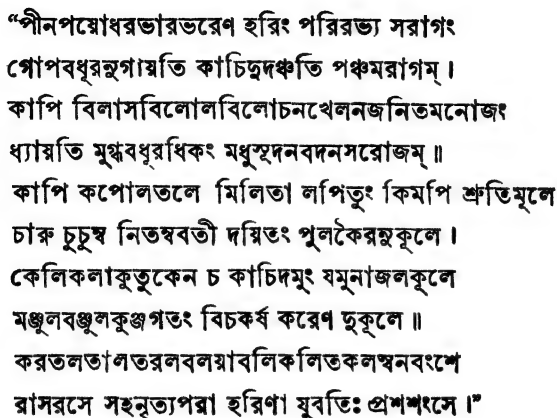 “পীনপয়োধরভারভরেণ হরিং পরিরভ্য সরাগং
গোপবধূরনুগায়তি কাচিদুদঞ্চতি পঞ্চমরাগম্ ।
কাপি বিলাসবিলোলবিলোচনখেলনজনিতমনোজং
ধ্যায়তি মুগ্ধবধূরধিকং মধুসূদনবদনসরোজম্ ॥
কাপি কপোলতলে মিলিতা লপিতুং কিমপি শ্রুতিমূলে
চারু চুচুম্ব নিতম্ববতী দয়িতং পুলকৈরনুকূলে ।
কেলিকলাকুতুকেন চ কাচিদমুং যমুনাজলকূলে
মঞ্জুলবঞ্জুলকুঞ্জগতং বিচকর্ষ করেণ দুকূলে ॥
করতলতালতরলবলয়াবলিকলিতকলস্বনবংশে
রাসরসে সহনৃত্যপরা হরিণা যুবতিঃ প্রশশংসে ।”